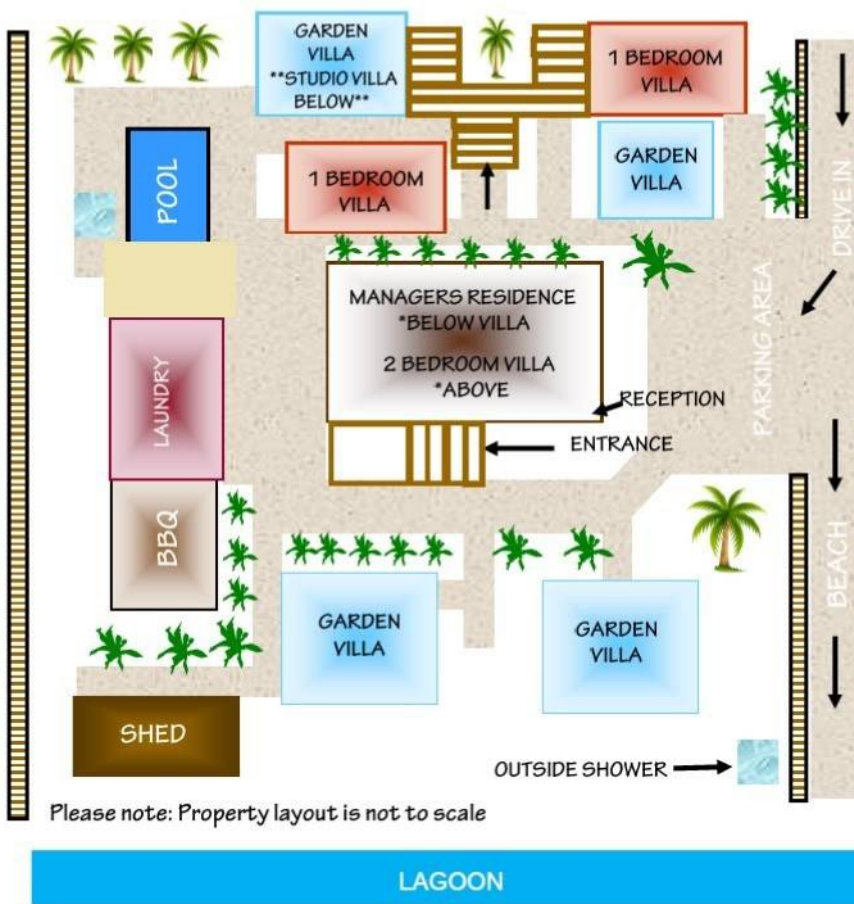 GARDEN
VILLA
**STUDIO VILLA
BELOW**
1 BEDROOM
VILLA
POOL
1 BEDROOM
VILLA
GARDEN
VILLA
DRIVE IN
MANAGERS RESIDENCE
*BELOW VILLA
2 BEDROOM VILLA
*ABOVE
PARKING AREA
LAUNDRY
RECEPTION
ENTRANCE
BBQ
BEACH
GARDEN
VILLA
GARDEN
VILLA
SHED
OUTSIDE SHOWER
Please note: Property layout is not to scale
LAGOON